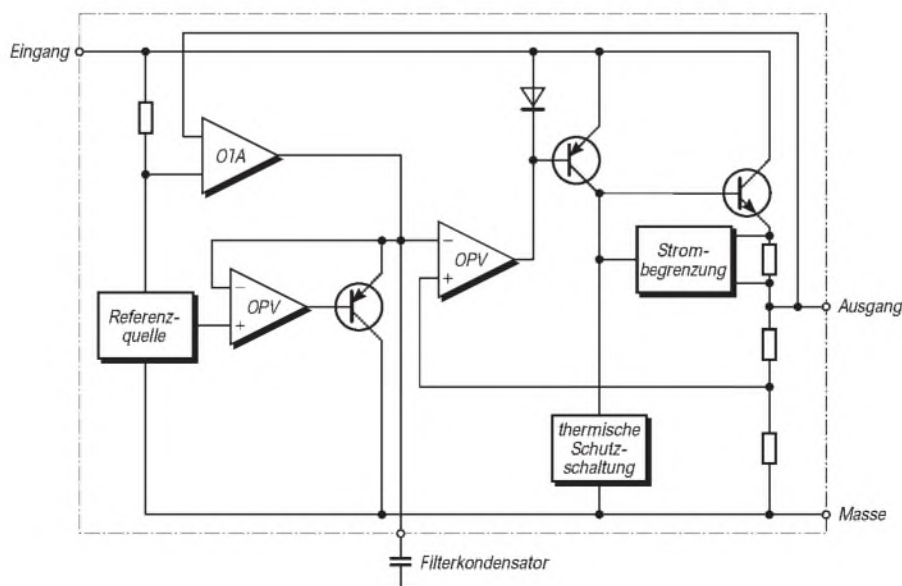 Eingang
OTA
OPV
Referenz-
quelle
OPV
Strom-
begrenzung
Ausgang
thermische
Schutz-
schaltung
Masse
Filterkondensator